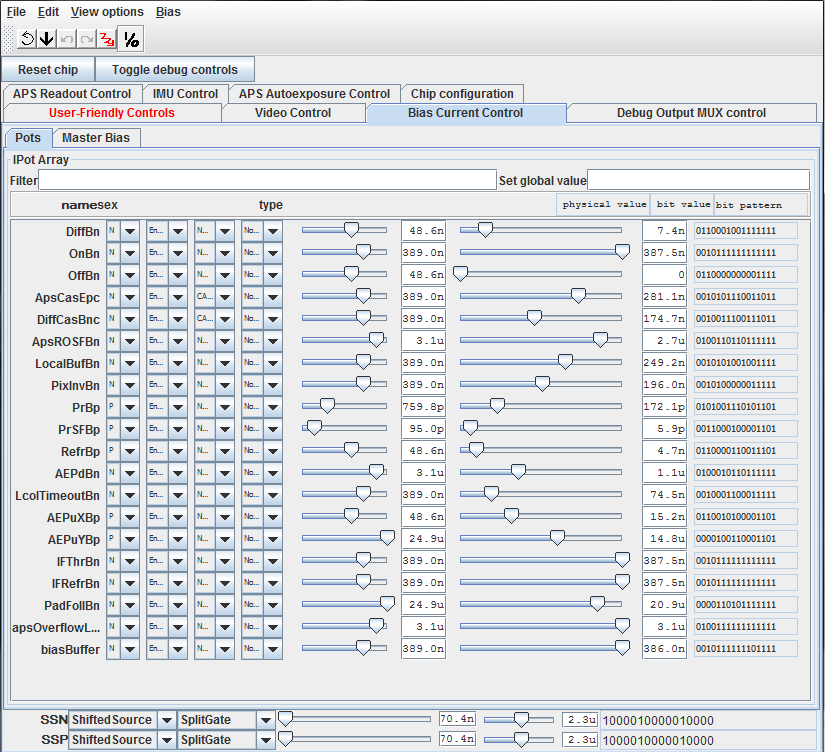 File Edit View options Bias
Reset chip Toggle debug controls
APS Readout Control IMU Control APS Autoexposure Control Chip configuration
User-Friendly Controls Video Control Bias Current Control Debug Output MUX control
Pots Master Bias
IPot Array
Filter Set global value
namesex type physical value bit value bit pattern
DiffBn N En... N... No... 48.6n 7.4n 0110001001111111
OnBn N En... N... No... 389.0n 387.5n 0010111111111111
OffBn N En... N... No... 48.6n 0 0110000000001111
ApsCasEpc N En... CA... No... 389.0n 281.1n 0010101110011011
DiffCasBnc N En... CA... No... 389.0n 174.7n 0010011100111011
ApsROSFBn N En... N... No... 3.1u 2.7u 0100110110111111
LocalBufBn N En... N... No... 389.0n 249.2n 0010101001001111
PixInvBn N En... N... No... 389.0n 196.0n 0010100000011111
PrBp P En... N... No... 759.8p 172.1p 0101001110101101
PrSFBp P En... N... No... 95.0p 5.9p 0011000100001101
RefrBp P En... N... No... 48.6n 4.7n 0110000110011101
AEPdBn N En... N... No... 3.1u 1.1u 0100010110111111
LcolTimeoutBn N En... N... No... 389.0n 74.5n 0010001100011111
AEPuXBp P En... N... No... 48.6n 15.2n 0110010100001101
AEPuYBp P En... N... No... 24.9u 14.8u 0000100110001101
IFThrBn N En... N... No... 389.0n 387.5n 0010111111111111
IFRefrBn N En... N... No... 389.0n 387.5n 0010111111111111
PadFollBn N En... N... No... 24.9u 20.9u 0000110101111111
apsOverflowL... N En... N... No... 3.1u 3.1u 0100111111111111
biasBuffer N En... N... No... 389.0n 386.0n 0010111111101111
SSN ShiftedSource SplitGate 70.4n 2.3u 1000010000010000
SSP ShiftedSource SplitGate 70.4n 2.3u 1000010000010000